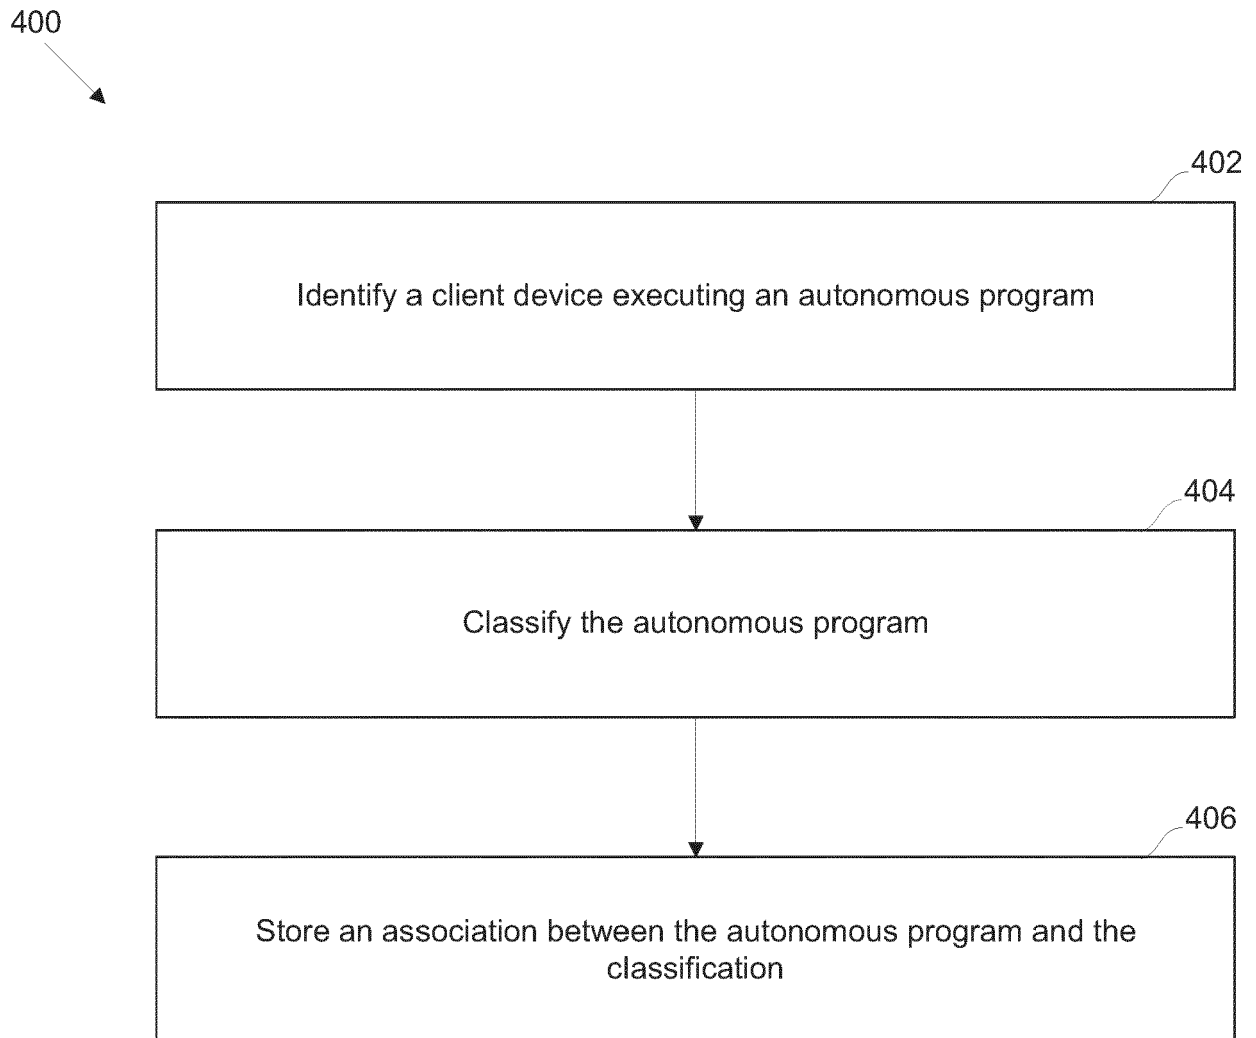 400
402
Identify a client device executing an autonomous program
404
Classify the autonomous program
406
Store an association between the autonomous program and the
classification